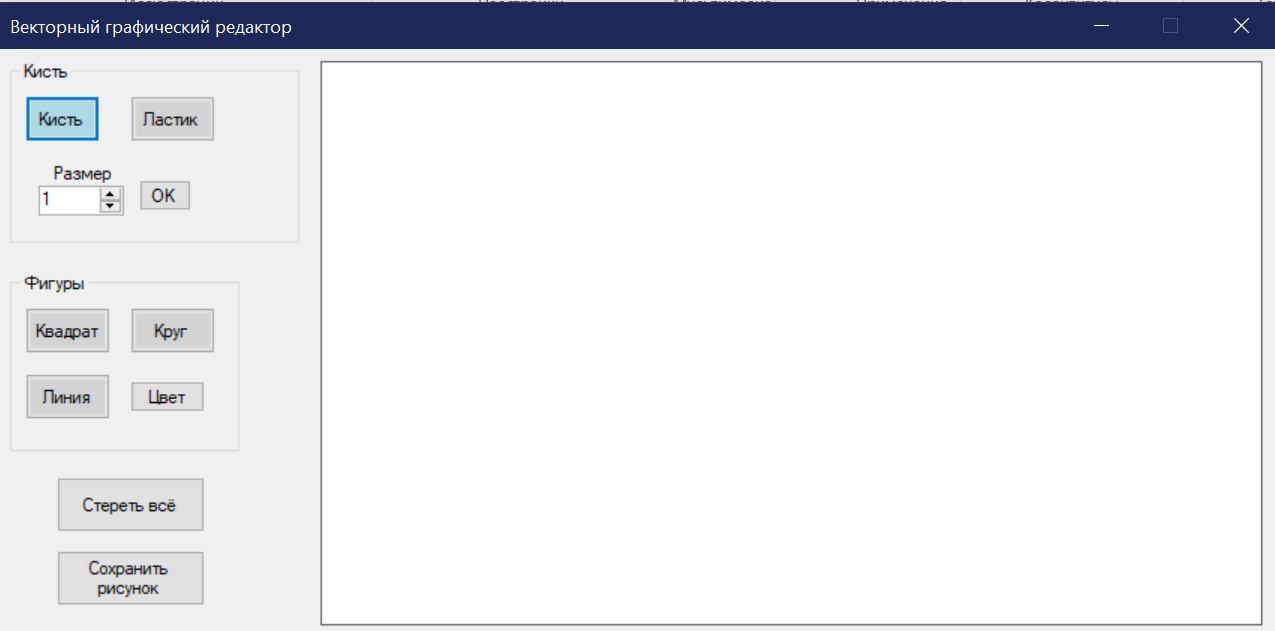 Векторный графический редактор
Кисть
Кисть
Ластик
Размер
1
OK
Фигуры
Квадрат
Круг
Линия
Цвет
Стереть всё
Сохранить
рисунок